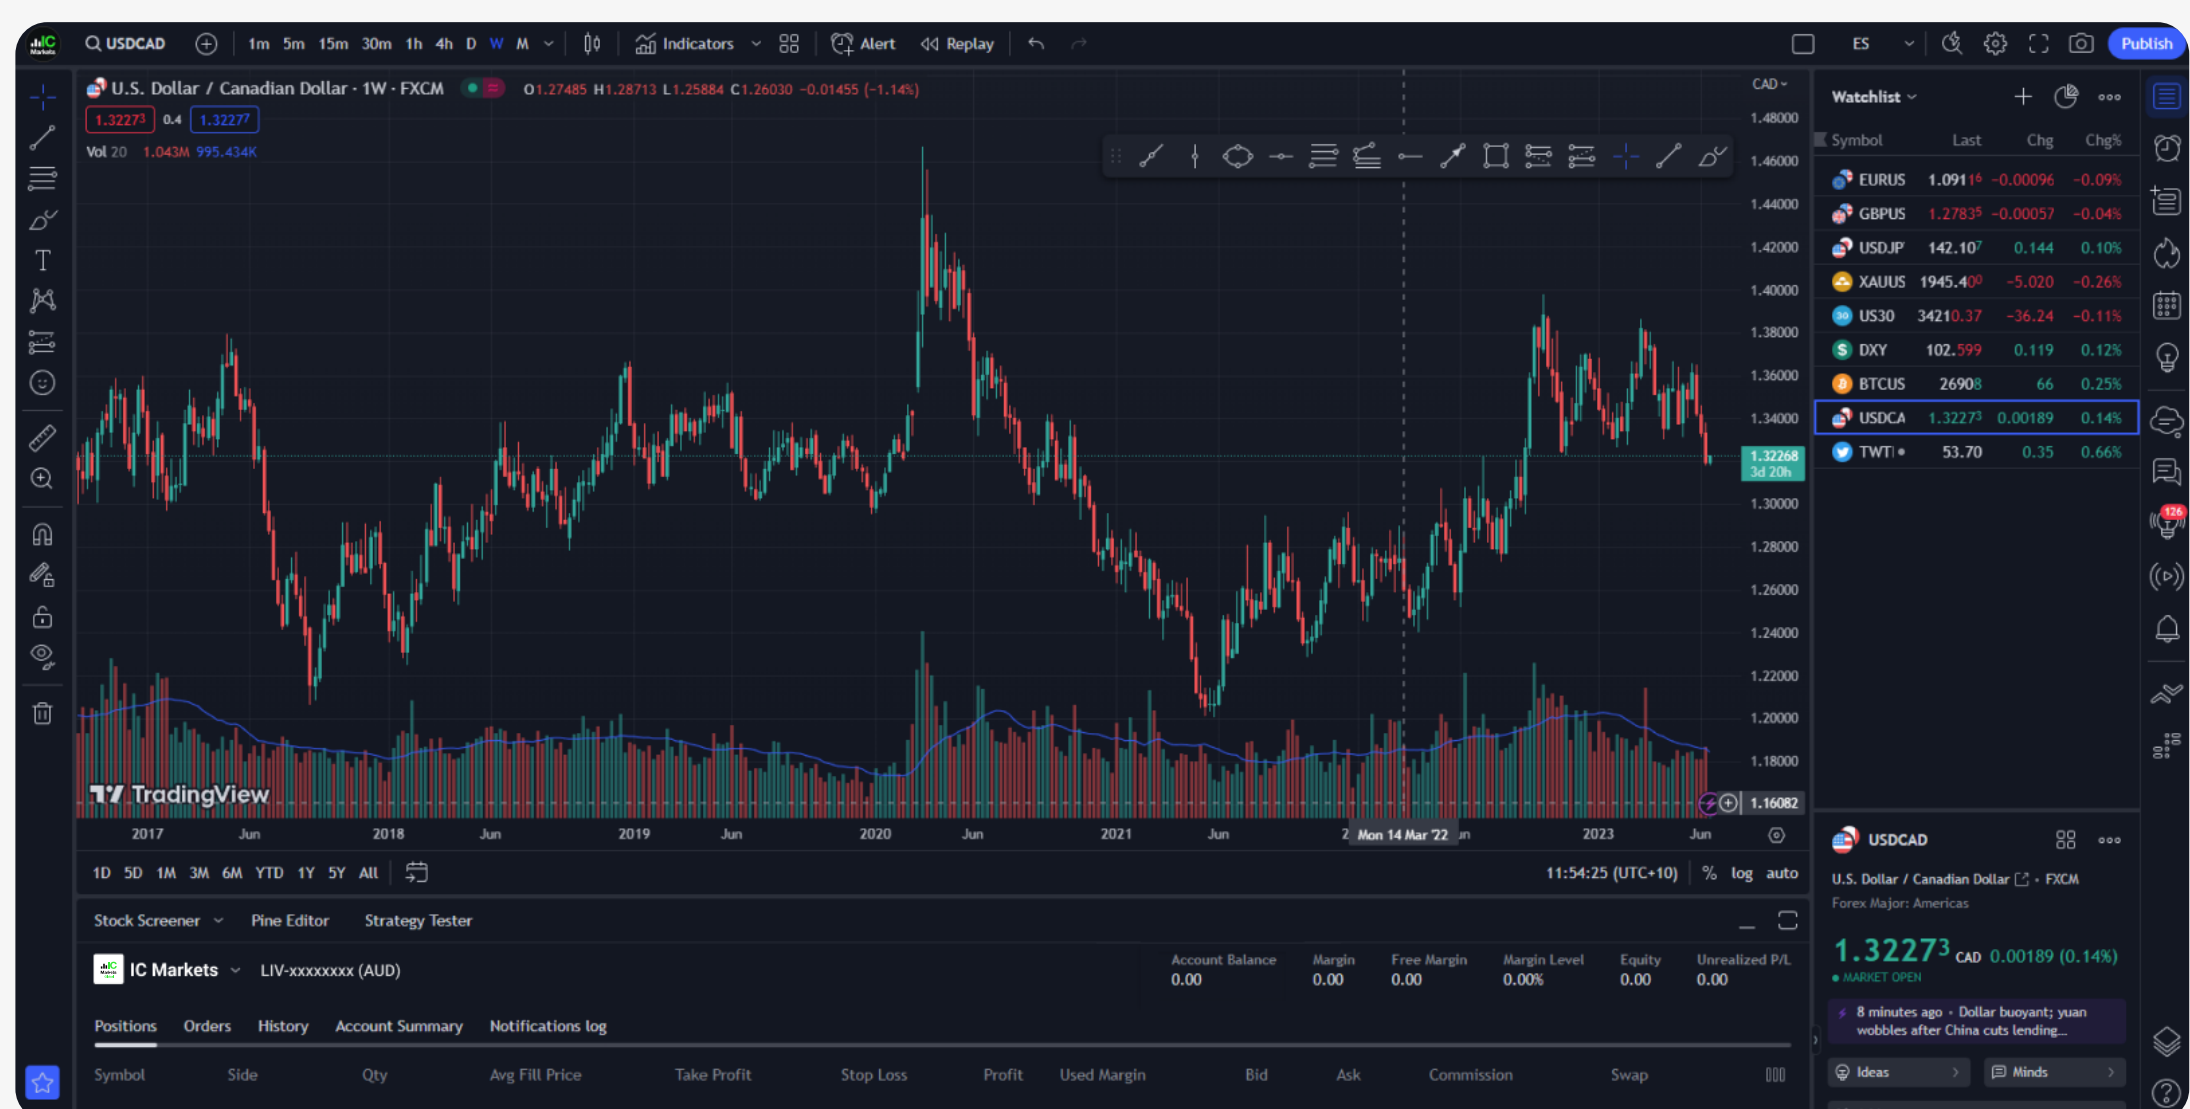 IC Markets
USDCAD 1m 5m 15m 30m 1h 4h D W M Indicators Alert Replay ES Publish
U.S. Dollar / Canadian Dollar · 1W · FXCM O1.27485 H1.28713 L1.25884 C1.26030 −0.01455 (−1.14%)
1.32273 0.4 1.32277
Vol 20 1.043M 995.434K
CAD
1.48000
1.46000
1.44000
1.42000
1.40000
1.38000
1.36000
1.34000
1.32268
3d 20h
1.30000
1.28000
1.26000
1.24000
1.22000
1.20000
1.18000
1.16082
TradingView
2017 Jun 2018 Jun 2019 Jun 2020 Jun 2021 Jun Mon 14 Mar '22 2023 Jun
1D 5D 1M 3M 6M YTD 1Y 5Y All 11:54:25 (UTC+10) % log auto
Stock Screener Pine Editor Strategy Tester
IC Markets LIV-xxxxxxxx (AUD)
Account Balance Margin Free Margin Margin Level Equity Unrealized P/L
0.00 0.00 0.00 0.00% 0.00 0.00
Positions Orders History Account Summary Notifications log
Symbol Side Qty Avg Fill Price Take Profit Stop Loss Profit Used Margin Bid Ask Commission Swap
Watchlist
Symbol Last Chg Chg%
EURUS 1.09116 −0.00096 −0.09%
GBPUS 1.27835 −0.00057 −0.04%
USDJP 142.107 0.144 0.10%
XAUUS 1945.400 −5.020 −0.26%
30 US30 34210.37 −36.24 −0.11%
S DXY 102.599 0.119 0.12%
BTCUS 26908 66 0.25%
USDCA 1.32273 0.00189 0.14%
TWT 53.70 0.35 0.66%
126
USDCAD
U.S. Dollar / Canadian Dollar · FXCM
Forex Major: Americas
1.32273 CAD 0.00189 (0.14%)
MARKET OPEN
8 minutes ago · Dollar buoyant; yuan
wobbles after China cuts lending...
Ideas Minds